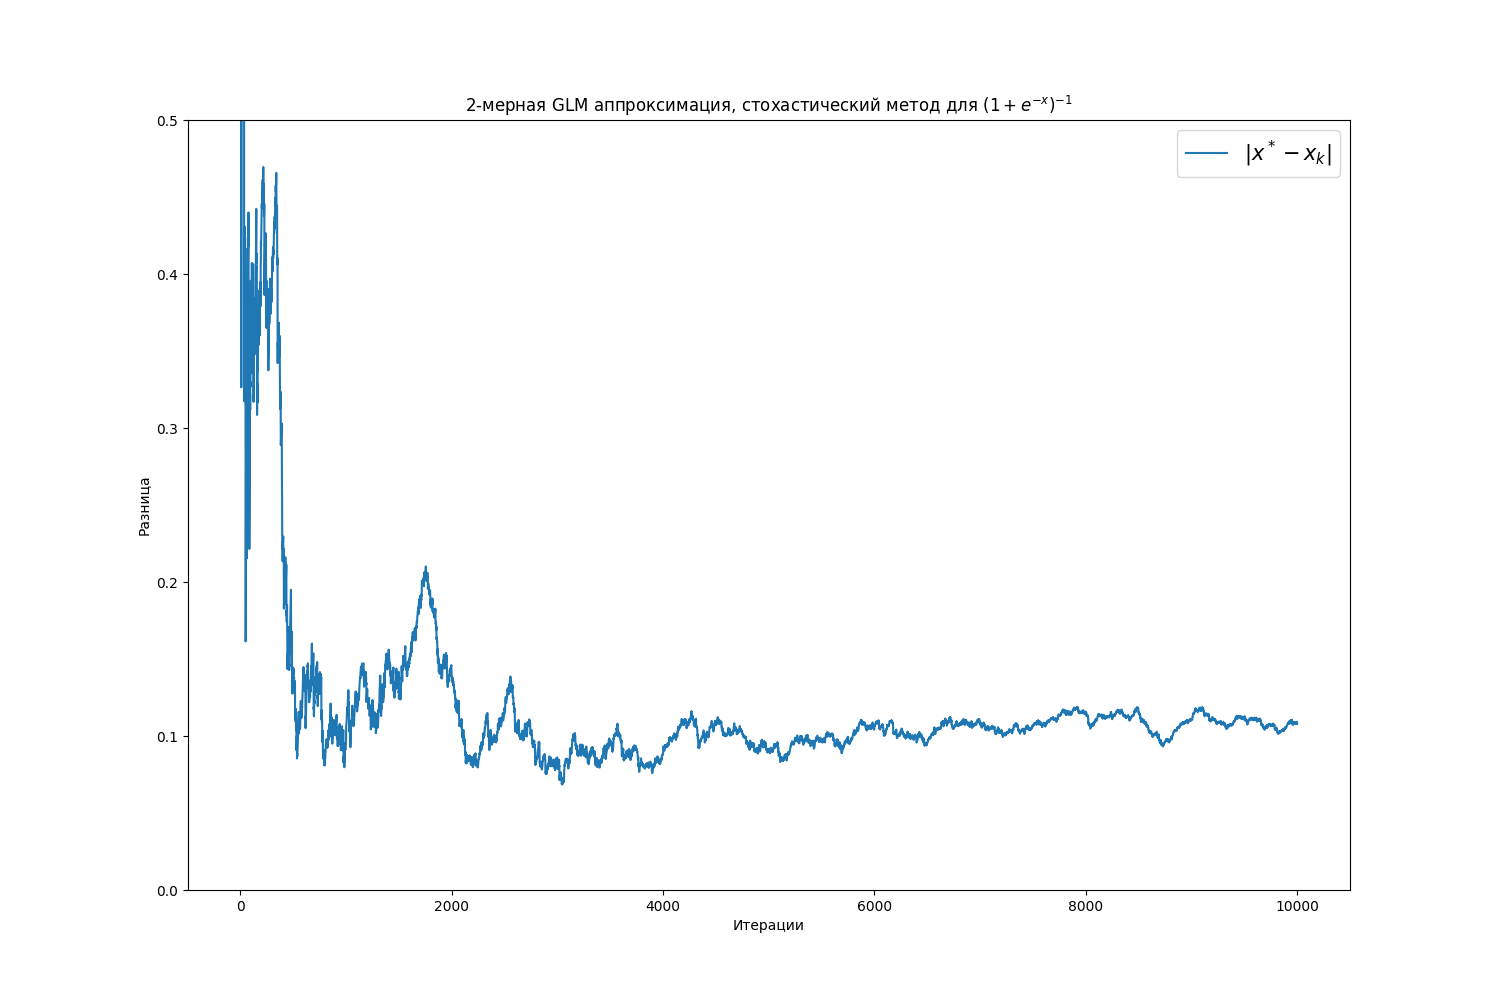 2-мерная GLM аппроксимация, стохастический метод для $(1 + e^{-x})^{-1}$
|x* − x_k|
0.5
0.4
0.3
0.2
0.1
0.0
Разница
0 2000 4000 6000 8000 10000
Итерации